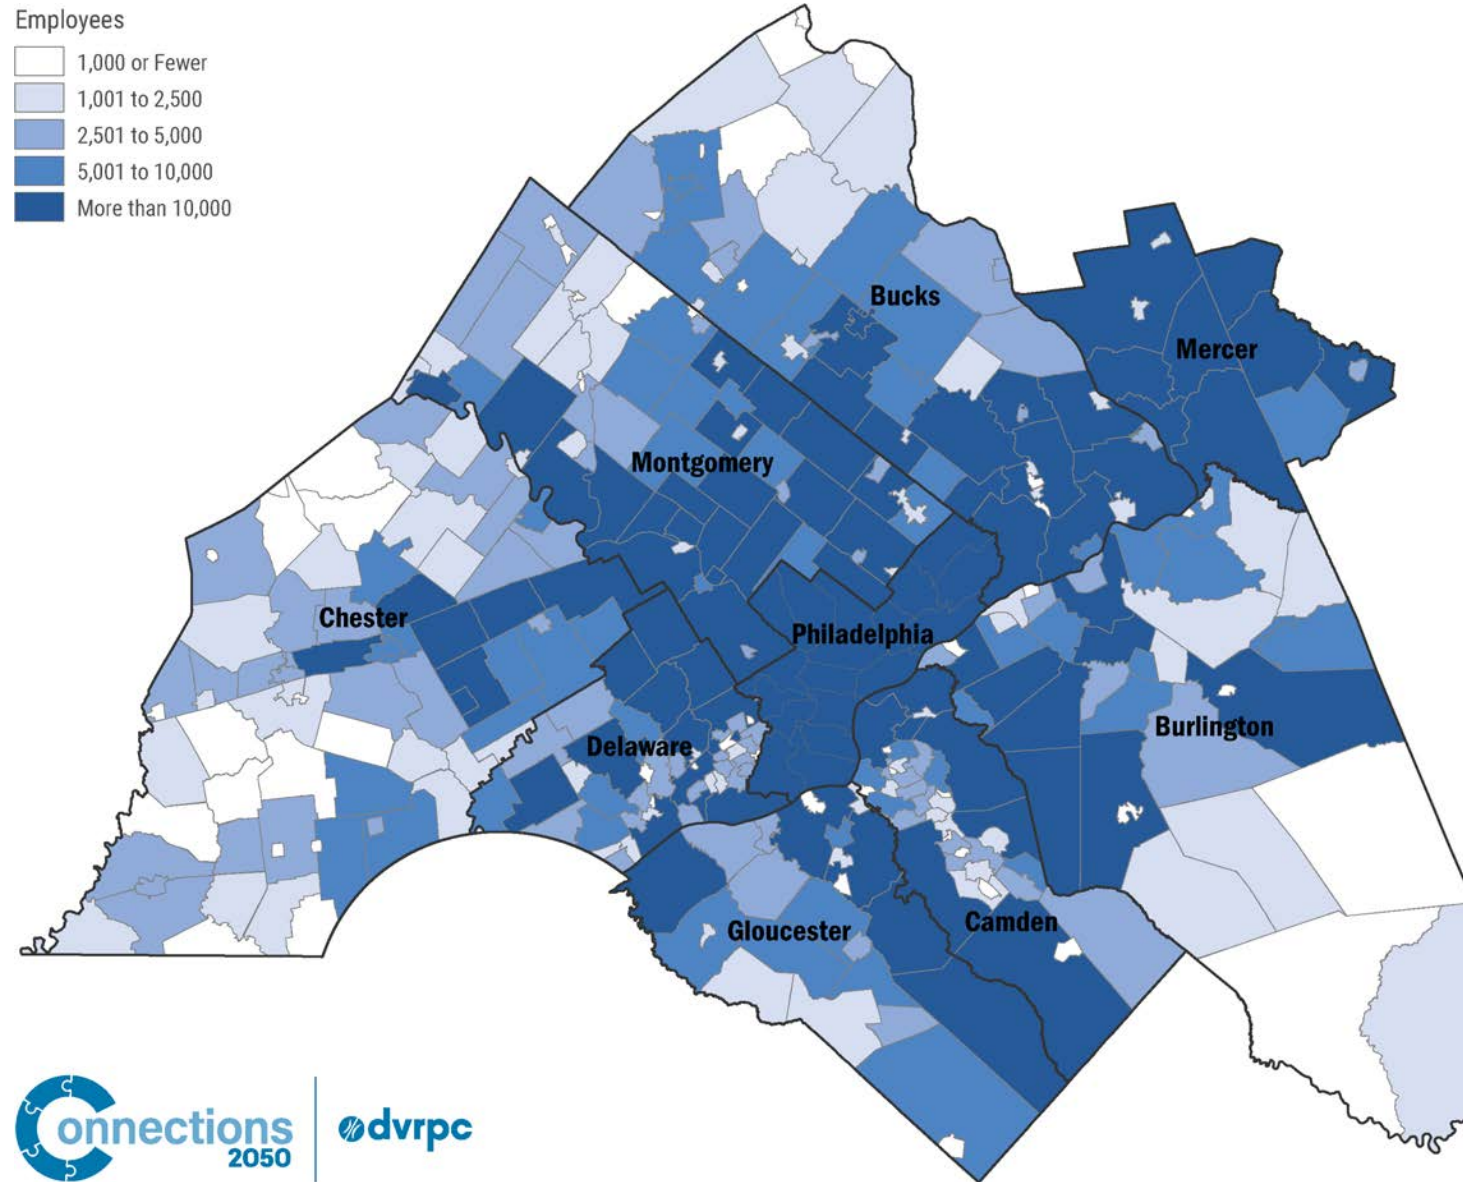 Employees
1,000 or Fewer
1,001 to 2,500
2,501 to 5,000
5,001 to 10,000
More than 10,000
Bucks
Mercer
Montgomery
Chester
Philadelphia
Delaware
Burlington
Gloucester
Camden
Connections
2050
dvrpc